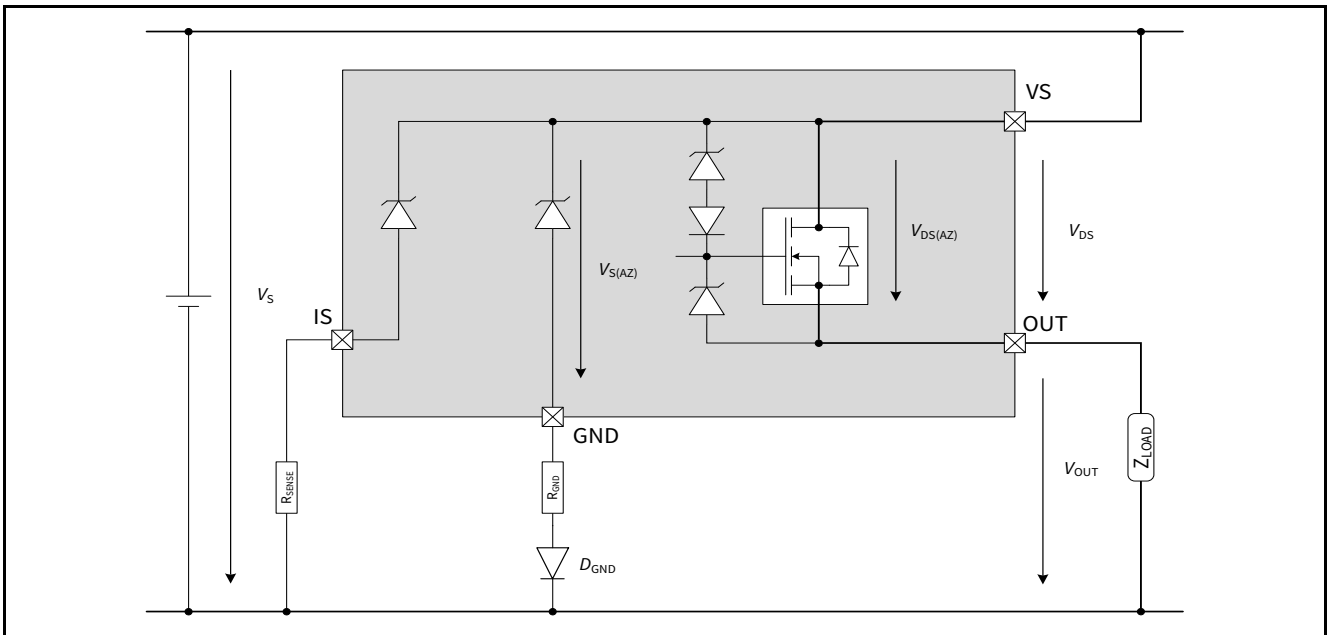 VS
V_DS(AZ)
V_DS
V_S(AZ)
V_S
IS
OUT
GND
V_OUT
Z_LOAD
R_SENSE
R_GND
D_GND